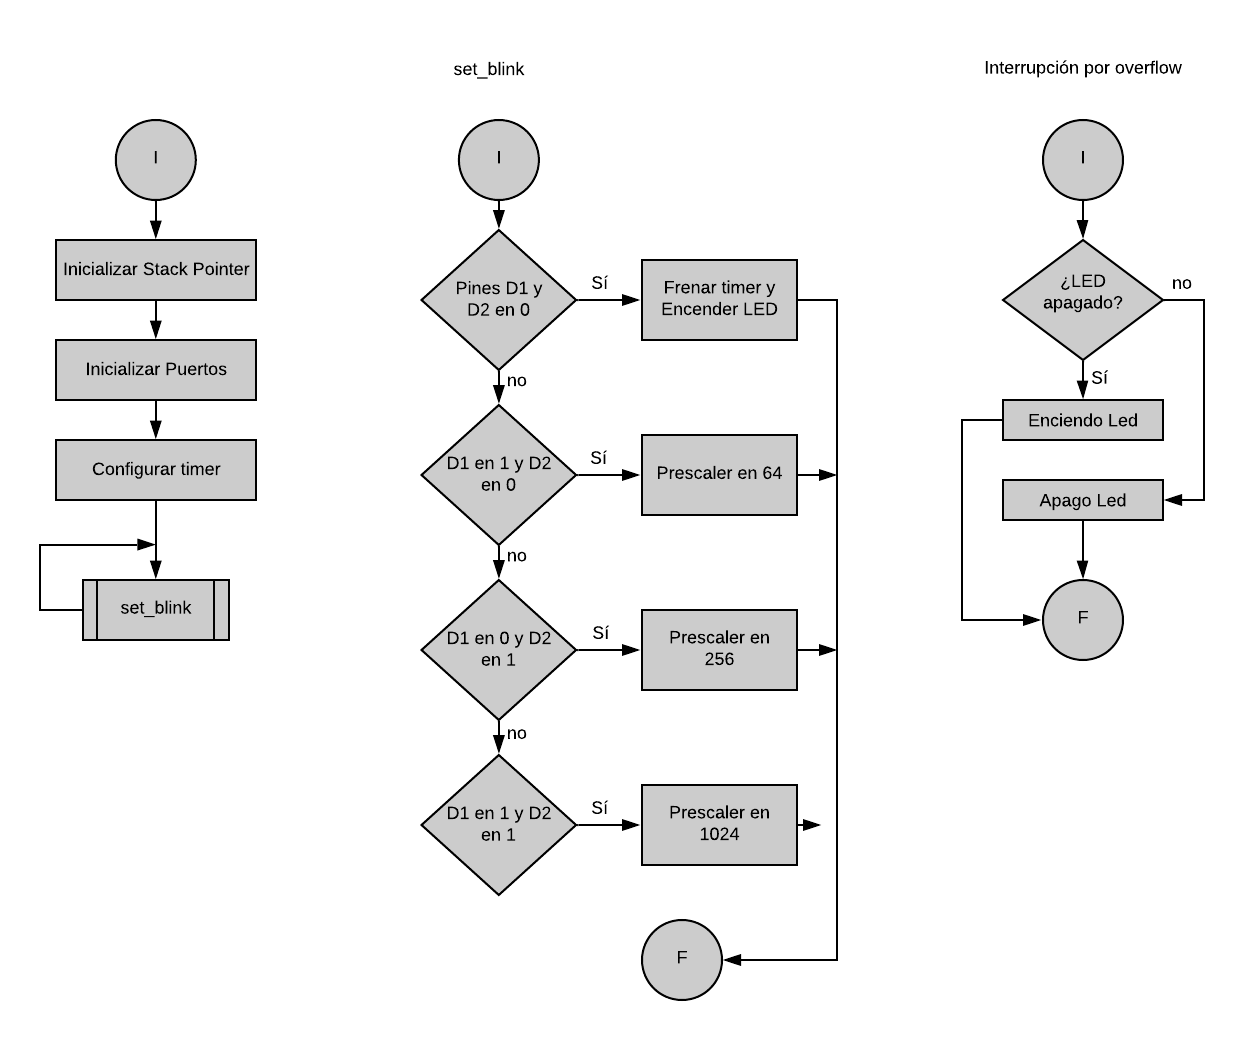 I
Inicializar Stack Pointer
Inicializar Puertos
Configurar timer
set_blink
set_blink
I
Pines D1 y
D2 en 0
Sí
Frenar timer y
Encender LED
no
D1 en 1 y D2
en 0
Sí
Prescaler en 64
no
D1 en 0 y D2
en 1
Sí
Prescaler en
256
no
D1 en 1 y D2
en 1
Sí
Prescaler en
1024
F
Interrupción por overflow
I
¿LED
apagado?
no
Sí
Enciendo Led
Apago Led
F